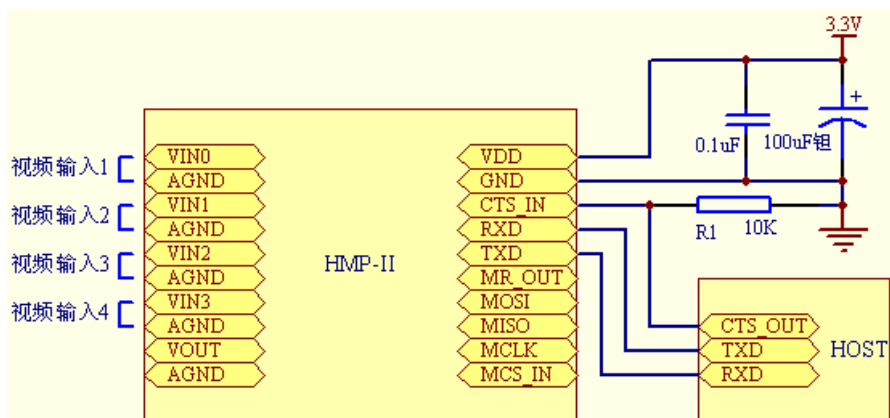 3.3V
0.1uF
100uF钽
+
视频输入1
视频输入2
视频输入3
视频输入4
VIN0
AGND
VIN1
AGND
VIN2
AGND
VIN3
AGND
VOUT
AGND
HMP-II
VDD
GND
CTS_IN
RXD
TXD
MR_OUT
MOSI
MISO
MCLK
MCS_IN
R1
10K
CTS_OUT
TXD
RXD
HOST